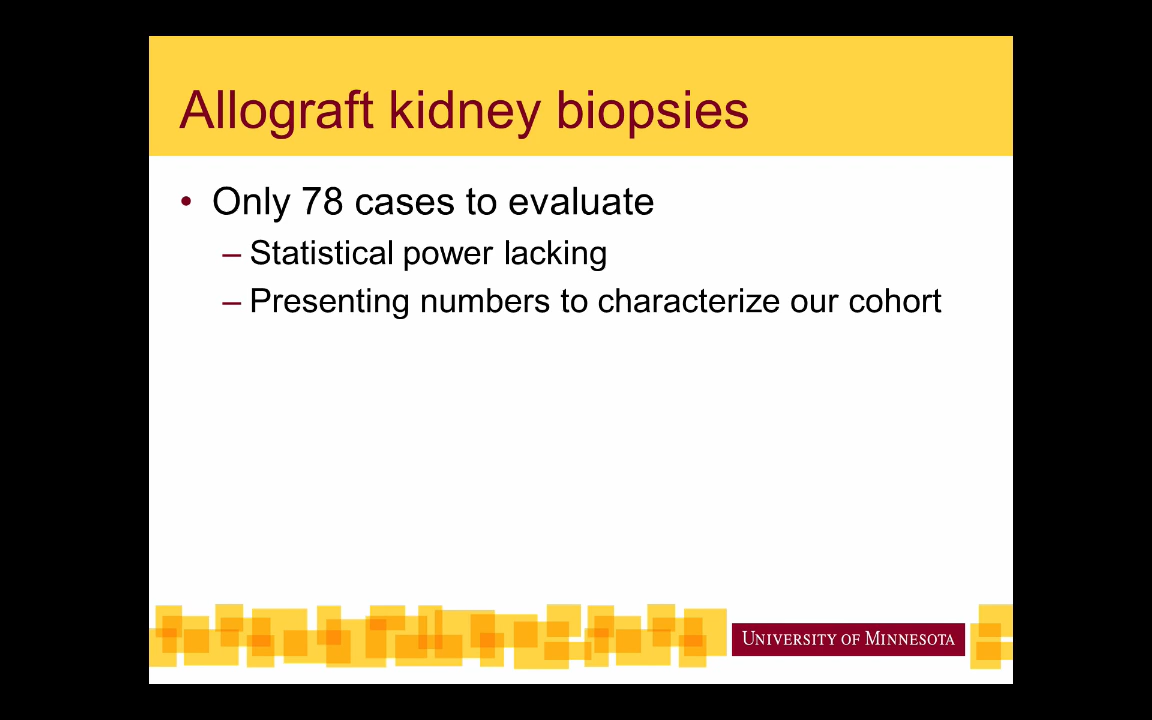 Allograft kidney biopsies
• Only 78 cases to evaluate
– Statistical power lacking
– Presenting numbers to characterize our cohort
UNIVERSITY OF MINNESOTA